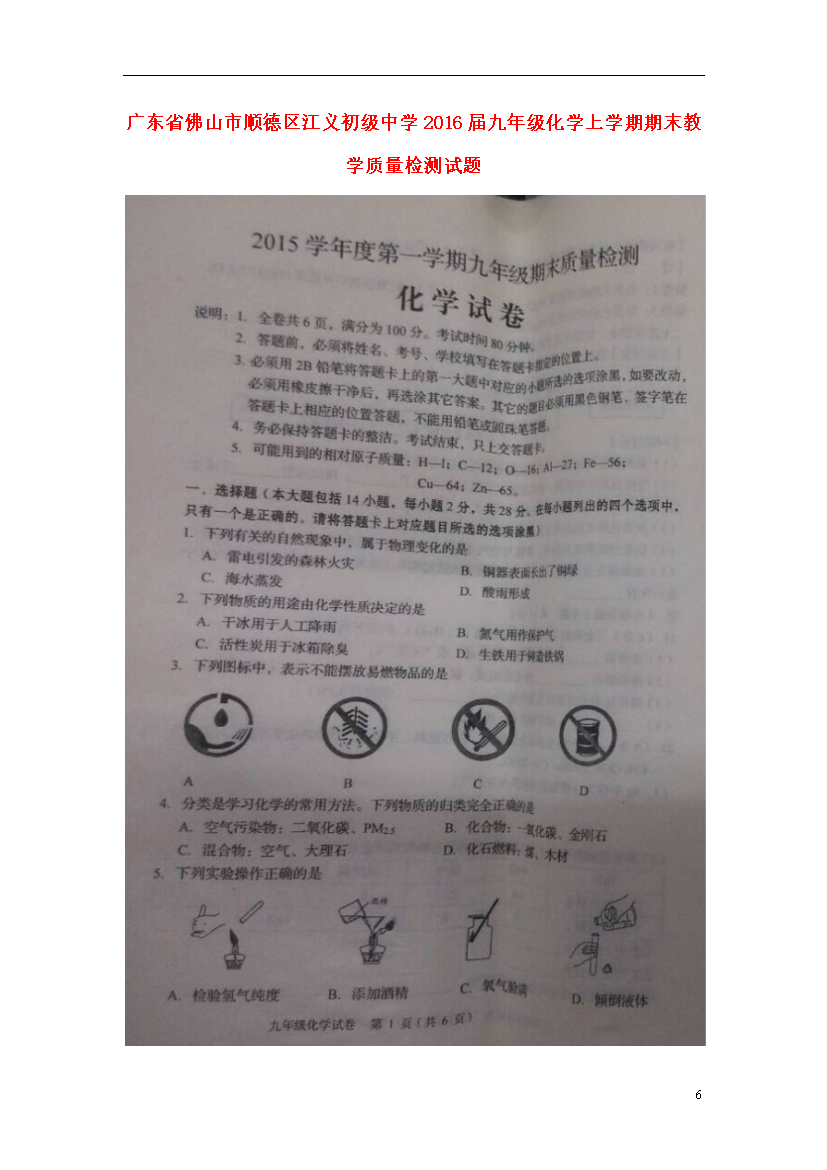 广东省佛山市顺德区江义初级中学2016届九年级化学上学期期末教
学质量检测试题
2015学年度第一学期九年级期末质量检测
化学试卷
说明：1. 全卷共6页，满分为100分。考试时间80分钟。
2. 答题前，必须将姓名、考号、学校填写在答题卡指定的位置上。
3. 必须用2B铅笔将答题卡上的第一大题中对应的小题所选的选项涂黑，如要改动，
必须用橡皮擦干净后，再选涂其它答案。其它的题目必须用黑色钢笔、签字笔在
答题卡上相应的位置答题，不能用铅笔或圆珠笔答题。
4. 务必保持答题卡的整洁。考试结束，只上交答题卡。
5. 可能用到的相对原子质量：H—1；C—12；O—16；Al—27；Fe—56；
Cu—64；Zn—65。
一、选择题（本大题包括14小题，每小题2分，共28分。在每小题列出的四个选项中，
只有一个是正确的。请将答题卡上对应题目所选的选项涂黑）
1. 下列有关的自然现象中，属于物理变化的是
A. 雷电引发的森林火灾 B. 铜器表面长出了铜绿
C. 海水蒸发 D. 酸雨形成
2. 下列物质的用途由化学性质决定的是
A. 干冰用于人工降雨 B. 氮气用作保护气
C. 活性炭用于冰箱除臭 D. 生铁用于铸造铁锅
3. 下列图标中，表示不能摆放易燃物品的是
A B C D
4. 分类是学习化学的常用方法。下列物质的归类完全正确的是
A. 空气污染物：二氧化碳、PM2.5 B. 化合物：一氧化碳、金刚石
C. 混合物：空气、大理石 D. 化石燃料：煤、木材
5. 下列实验操作正确的是
酒精
A. 检验氢气纯度 B. 添加酒精 C. 氧气验满 D. 倾倒液体
九年级化学试卷 第1页（共6页）
6